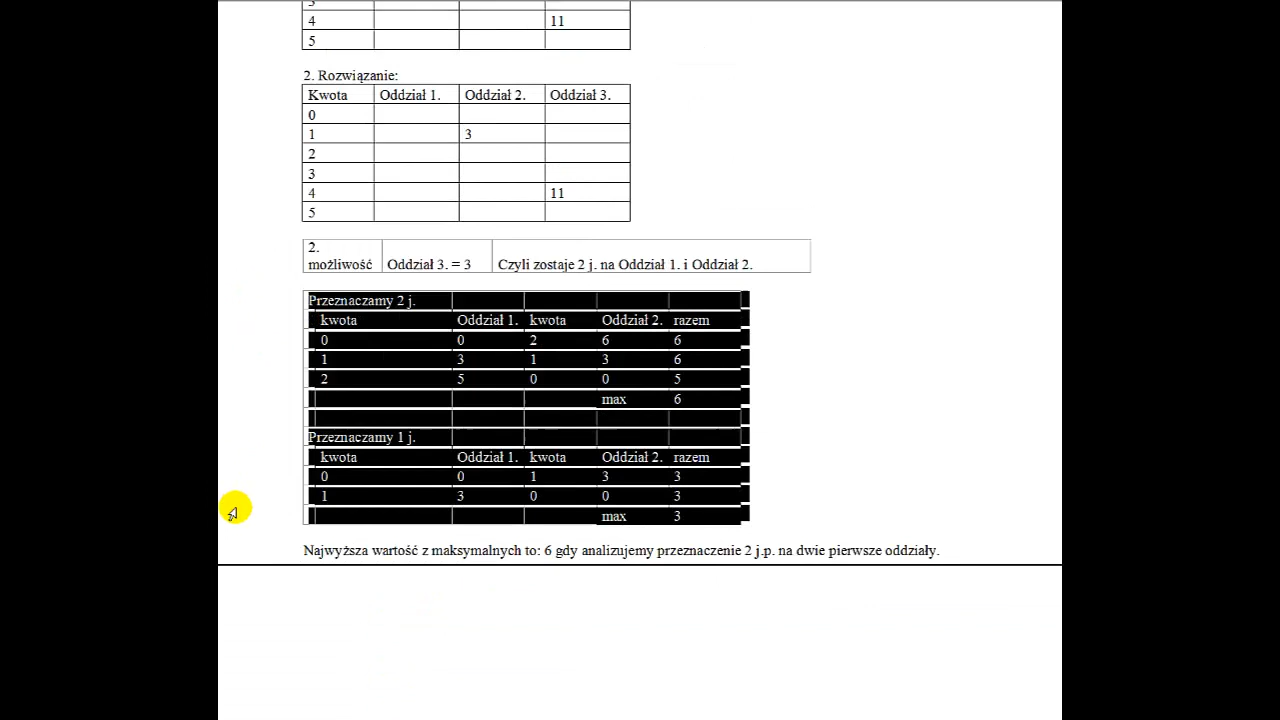 3
4 11
5
2. Rozwiązanie:
Kwota Oddział 1. Oddział 2. Oddział 3.
0
1 3
2
3
4 11
5
2.
możliwość Oddział 3. = 3 Czyli zostaje 2 j. na Oddział 1. i Oddział 2.
Przeznaczamy 2 j.
kwota Oddział 1. kwota Oddział 2. razem
0 0 2 6 6
1 3 1 3 6
2 5 0 0 5
max 6
Przeznaczamy 1 j.
kwota Oddział 1. kwota Oddział 2. razem
0 0 1 3 3
1 3 0 0 3
max 3
Najwyższa wartość z maksymalnych to: 6 gdy analizujemy przeznaczenie 2 j.p. na dwie pierwsze oddziały.